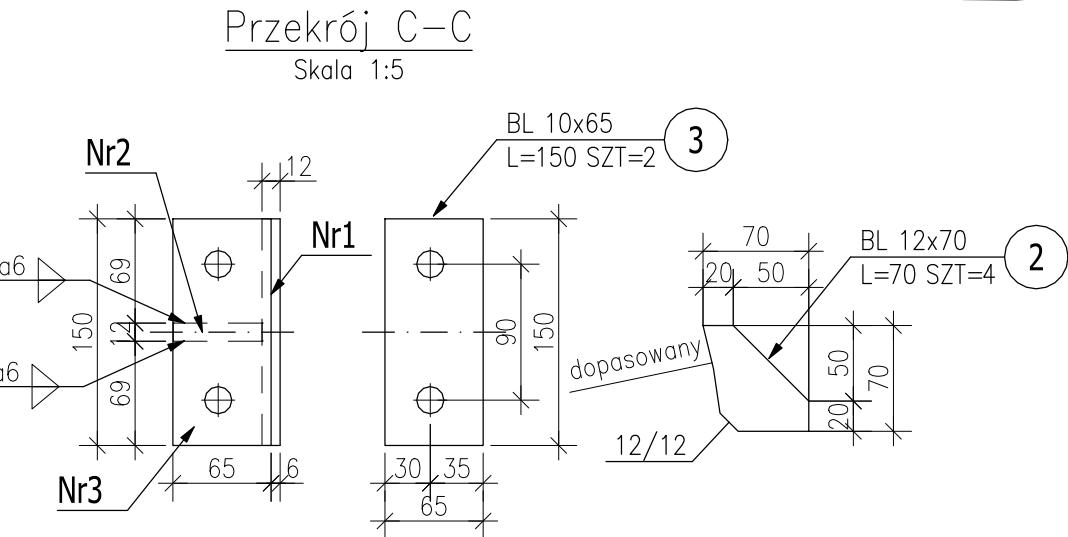 Przekrój C-C
Skala 1:5
BL 10x65
L=150 SZT=2
3
Nr2
12
Nr1
a6
69
150
12
69
a6
90
150
65
6
Nr3
30
35
65
70
20
50
BL 12x70
L=70 SZT=4
2
dopasowany
50
70
20
12/12